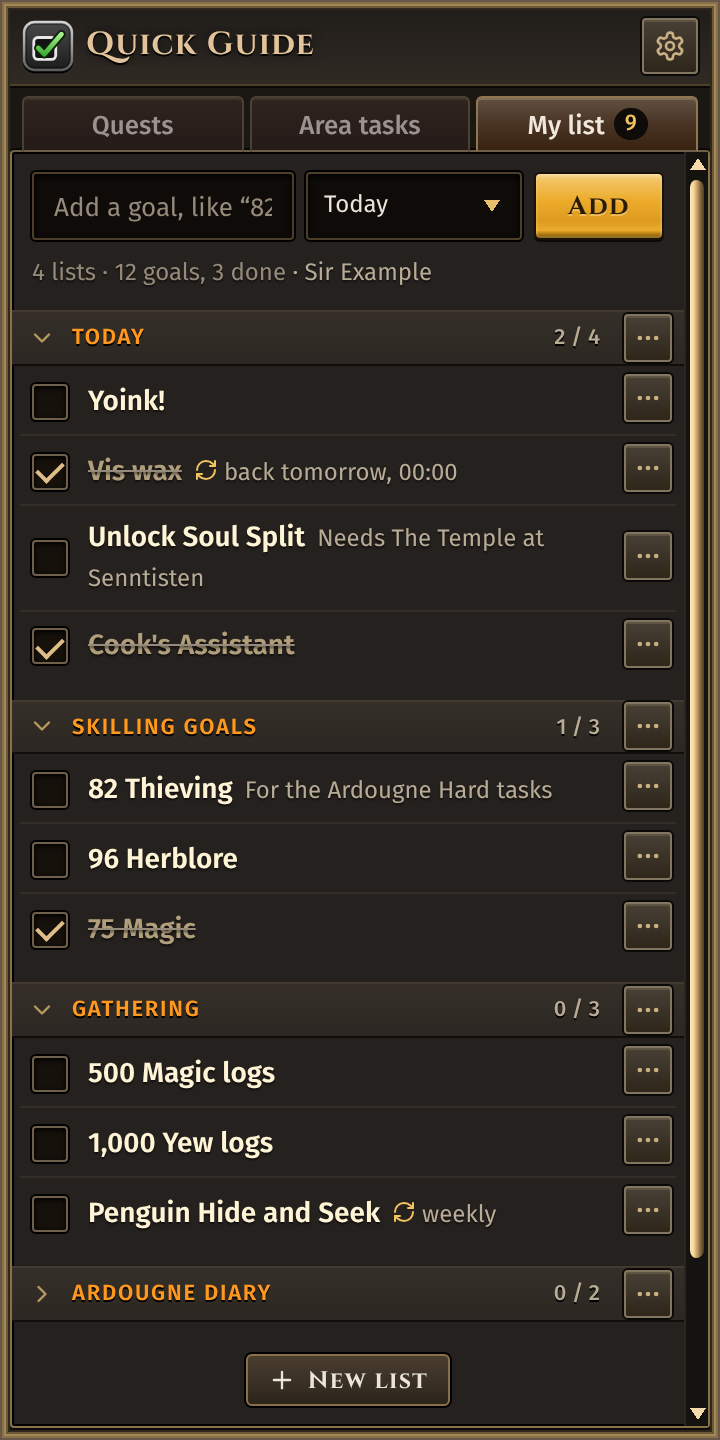 Quick Guide
Quests
Area tasks
My list 9
Add a goal, like “82
Today
Add
4 lists · 12 goals, 3 done · Sir Example
TODAY 2 / 4
Yoink!
Vis wax back tomorrow, 00:00
Unlock Soul Split Needs The Temple at
Senntisten
Cook's Assistant
SKILLING GOALS 1 / 3
82 Thieving For the Ardougne Hard tasks
96 Herblore
75 Magic
GATHERING 0 / 3
500 Magic logs
1,000 Yew logs
Penguin Hide and Seek weekly
ARDOUGNE DIARY 0 / 2
+ New list